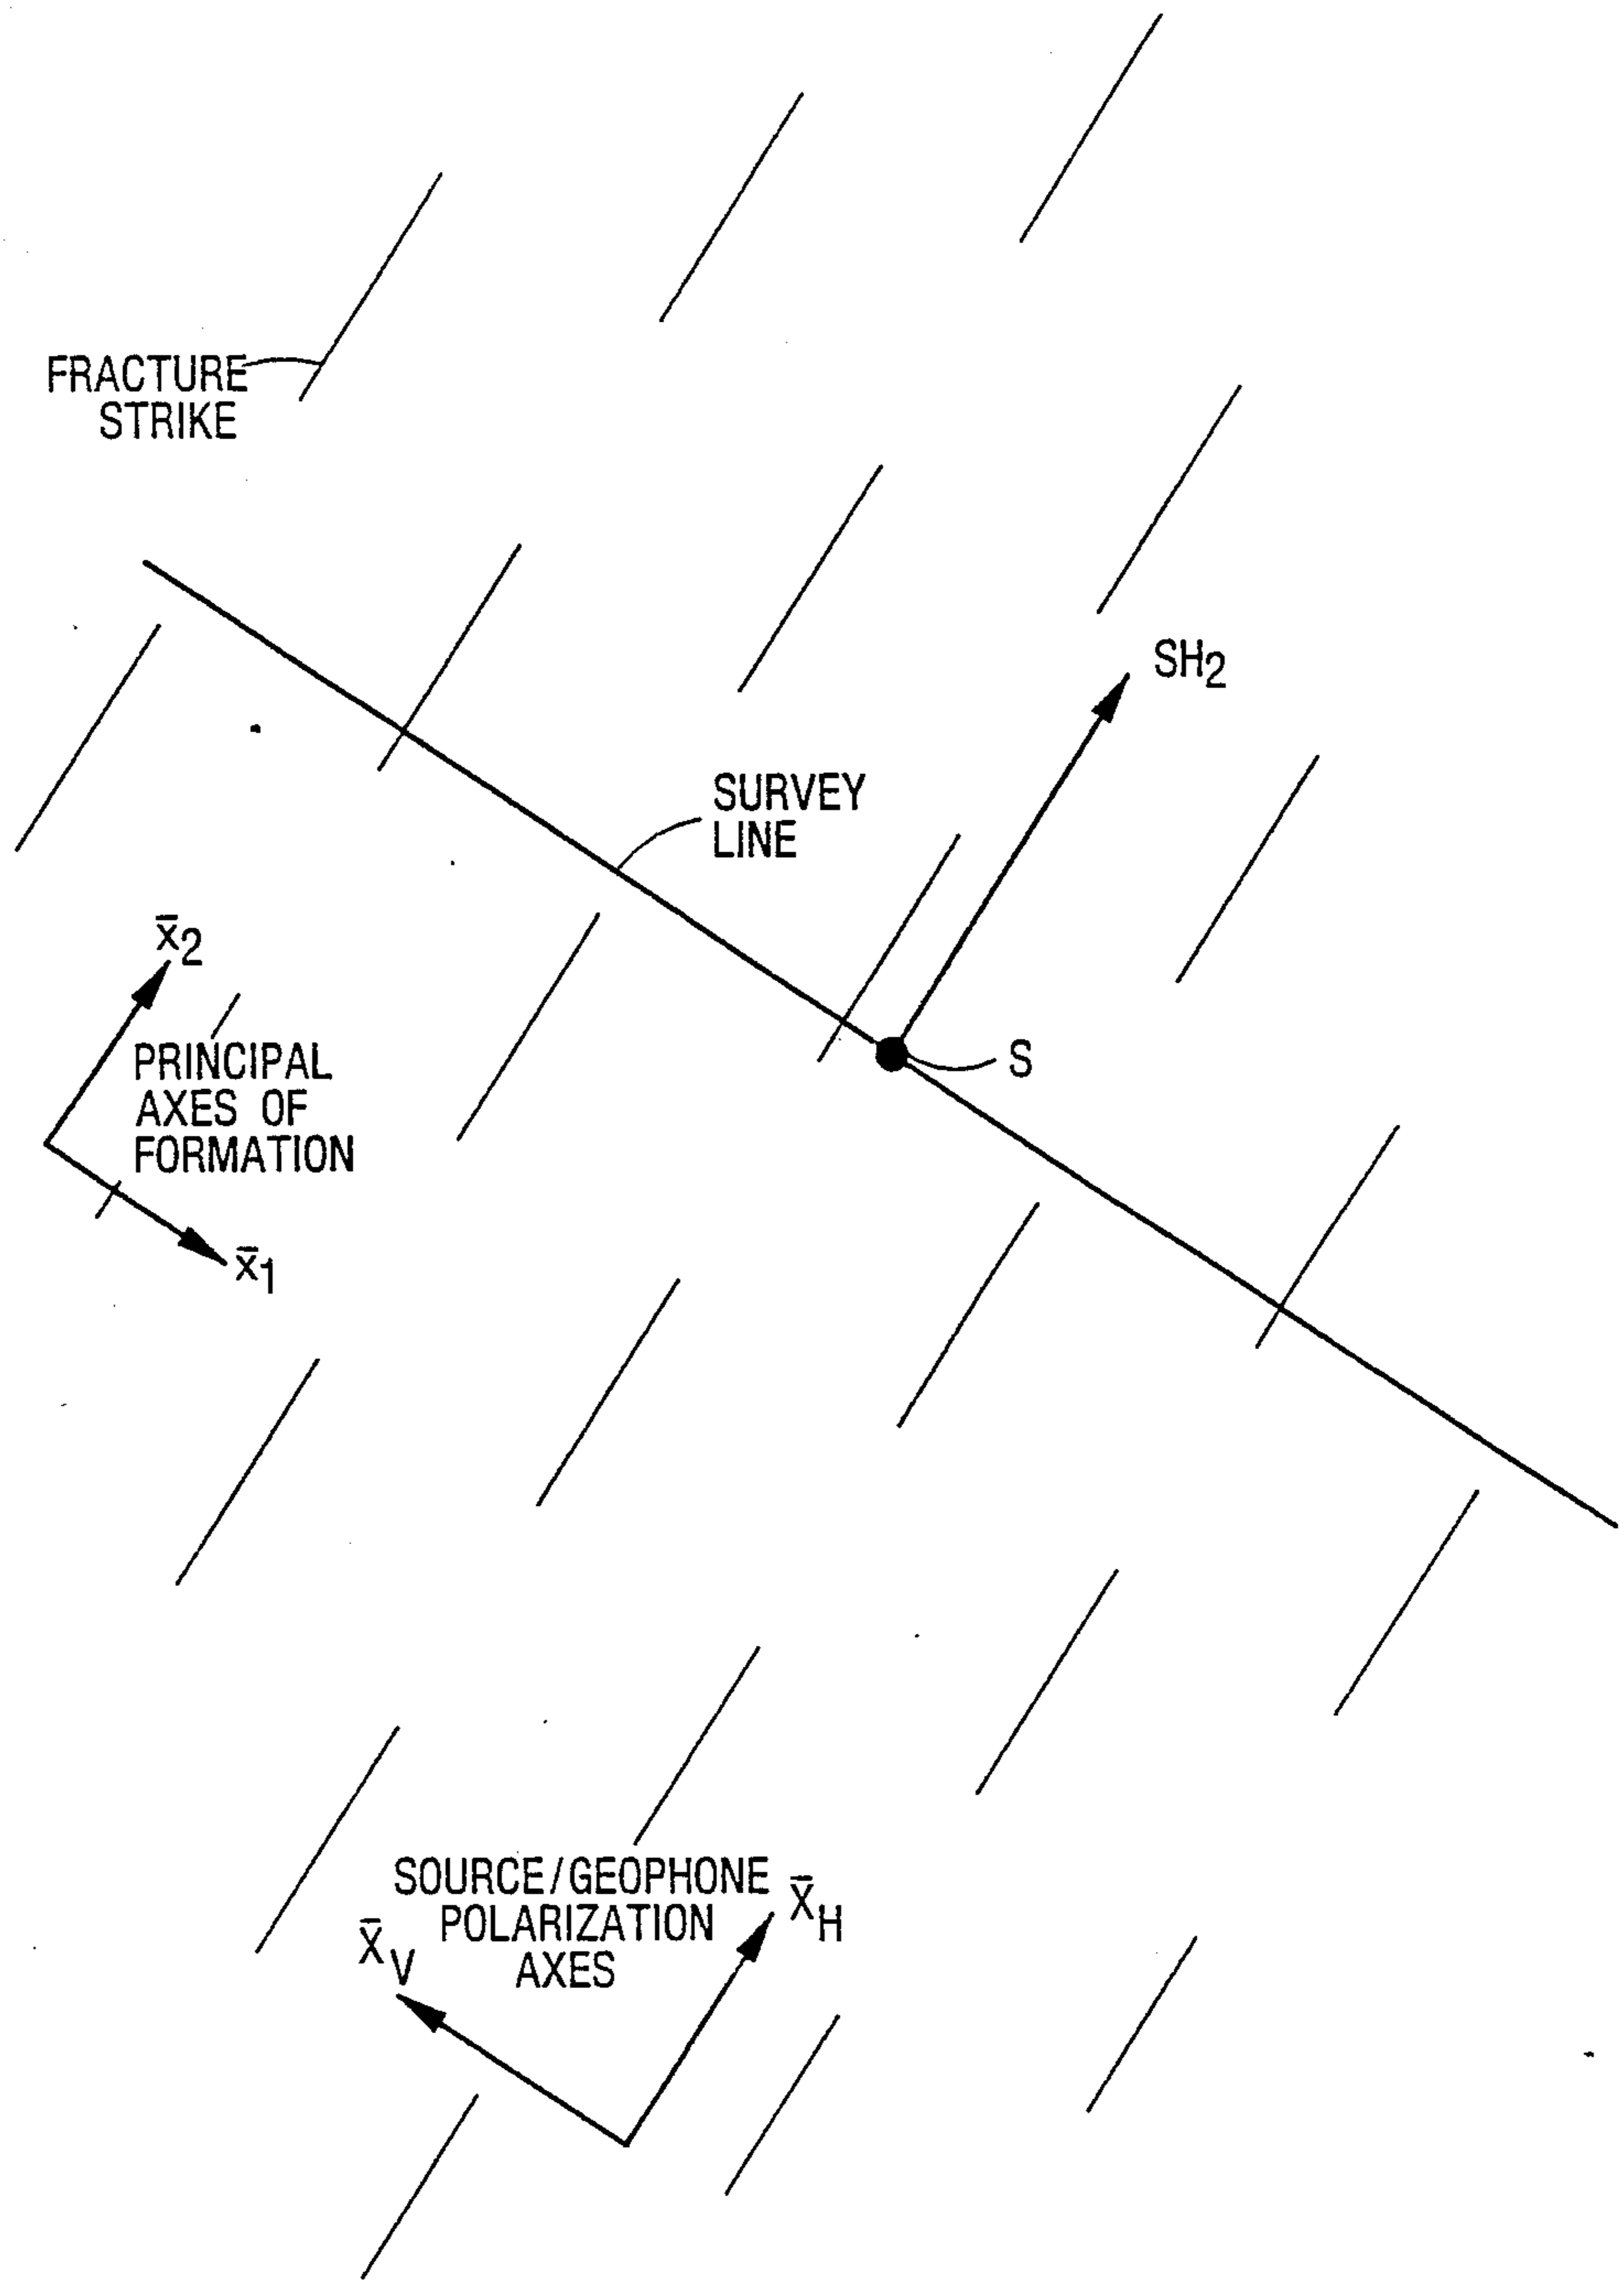 FRACTURE
STRIKE
SH2
SURVEY
LINE
x̄2
S
PRINCIPAL
AXES OF
FORMATION
x̄1
SOURCE/GEOPHONE
POLARIZATION
AXES
X̄H
X̄V